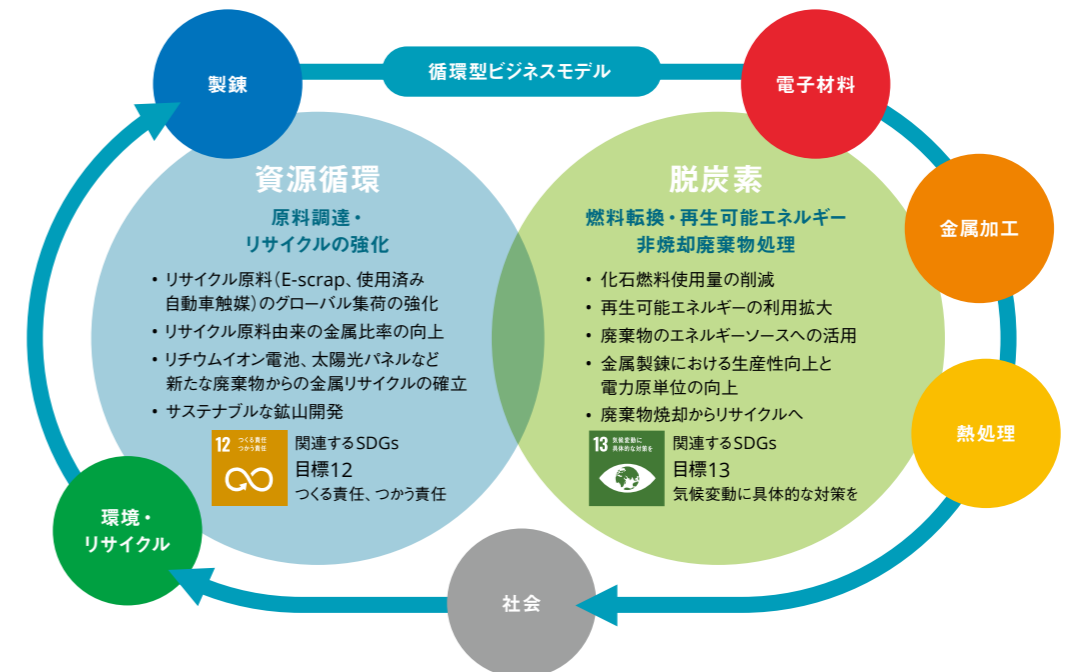 循環型ビジネスモデル
製錬
電子材料
金属加工
熱処理
社会
環境・
リサイクル
資源循環
原料調達・
リサイクルの強化
• リサイクル原料（E-scrap、使用済み
自動車触媒）のグローバル集荷の強化
• リサイクル原料由来の金属比率の向上
• リチウムイオン電池、太陽光パネルなど
新たな廃棄物からの金属リサイクルの確立
• サステナブルな鉱山開発
12 つくる責任
つかう責任
関連するSDGs
目標12
つくる責任、つかう責任
脱炭素
燃料転換・再生可能エネルギー
非焼却廃棄物処理
• 化石燃料使用量の削減
• 再生可能エネルギーの利用拡大
• 廃棄物のエネルギーソースへの活用
• 金属製錬における生産性向上と
電力原単位の向上
• 廃棄物焼却からリサイクルへ
13 気候変動に
具体的な対策を
関連するSDGs
目標13
気候変動に具体的な対策を